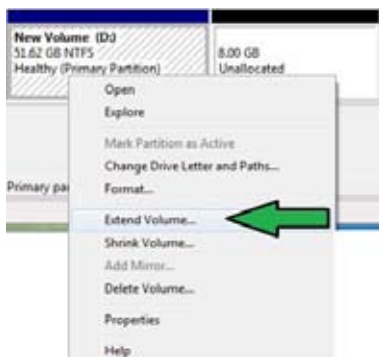 New Volume (D:)
51.62 GB NTFS
Healthy (Primary Partition)
8.00 GB
Unallocated
Open
Explore
Mark Partition as Active
Change Drive Letter and Paths...
Format...
Primary pa
Extend Volume...
Shrink Volume...
Add Mirror...
Delete Volume...
Properties
Help